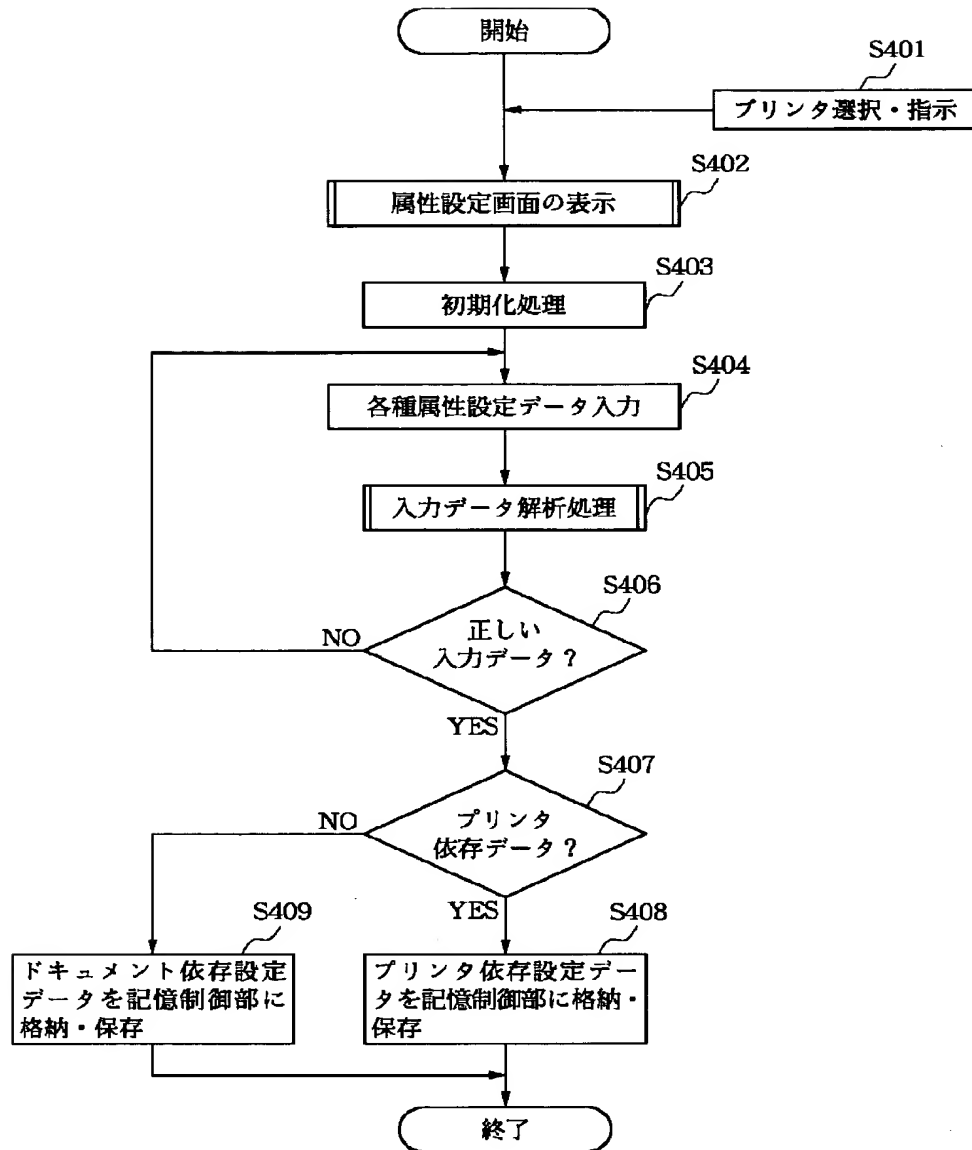 開始
S401
プリンタ選択・指示
S402
属性設定画面の表示
S403
初期化処理
S404
各種属性設定データ入力
S405
入力データ解析処理
S406
正しい
入力データ？
NO
YES
S407
プリンタ
依存データ？
NO
YES
S409
ドキュメント依存設定
データを記憶制御部に
格納・保存
S408
プリンタ依存設定デー
タを記憶制御部に格納・
保存
終了